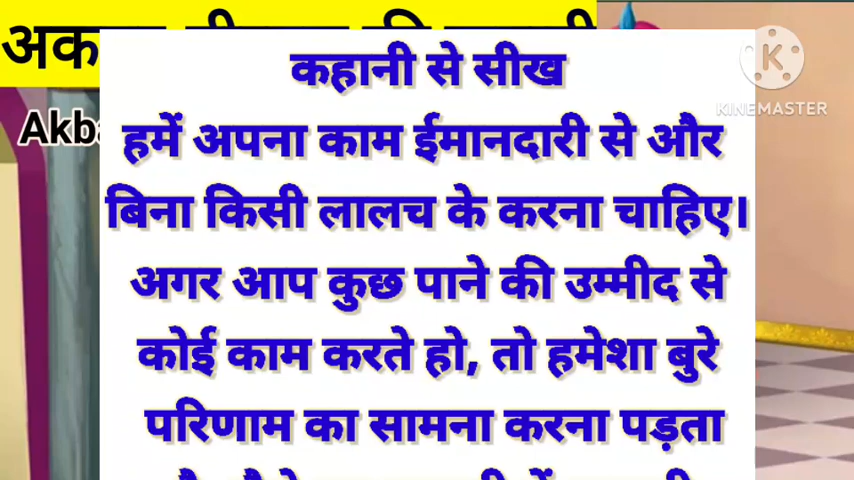 कहानी से सीख
KINEMASTER
हमें अपना काम ईमानदारी से और
बिना किसी लालच के करना चाहिए।
अगर आप कुछ पाने की उम्मीद से
कोई काम करते हो, तो हमेशा बुरे
परिणाम का सामना करना पड़ता